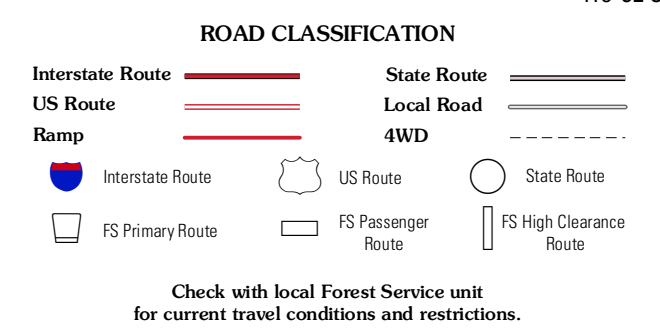 ROAD CLASSIFICATION
Interstate Route
State Route
US Route
Local Road
Ramp
4WD
Interstate Route
US Route
State Route
FS Primary Route
FS Passenger
Route
FS High Clearance
Route
Check with local Forest Service unit
for current travel conditions and restrictions.